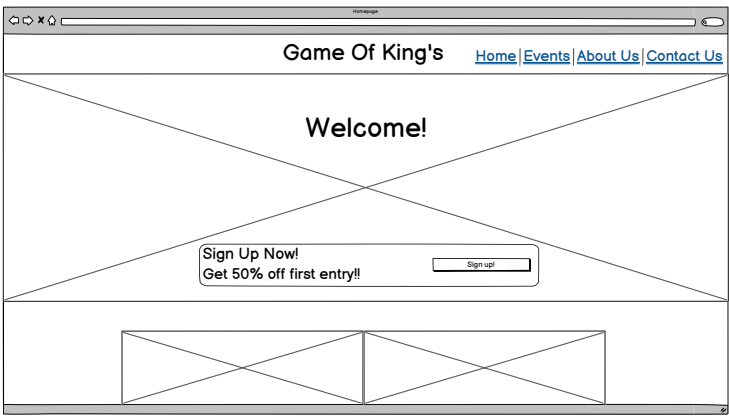 Homepage
Game Of King's
Home Events About Us Contact Us
Welcome!
Sign Up Now!
Get 50% off first entry!!
Sign up!